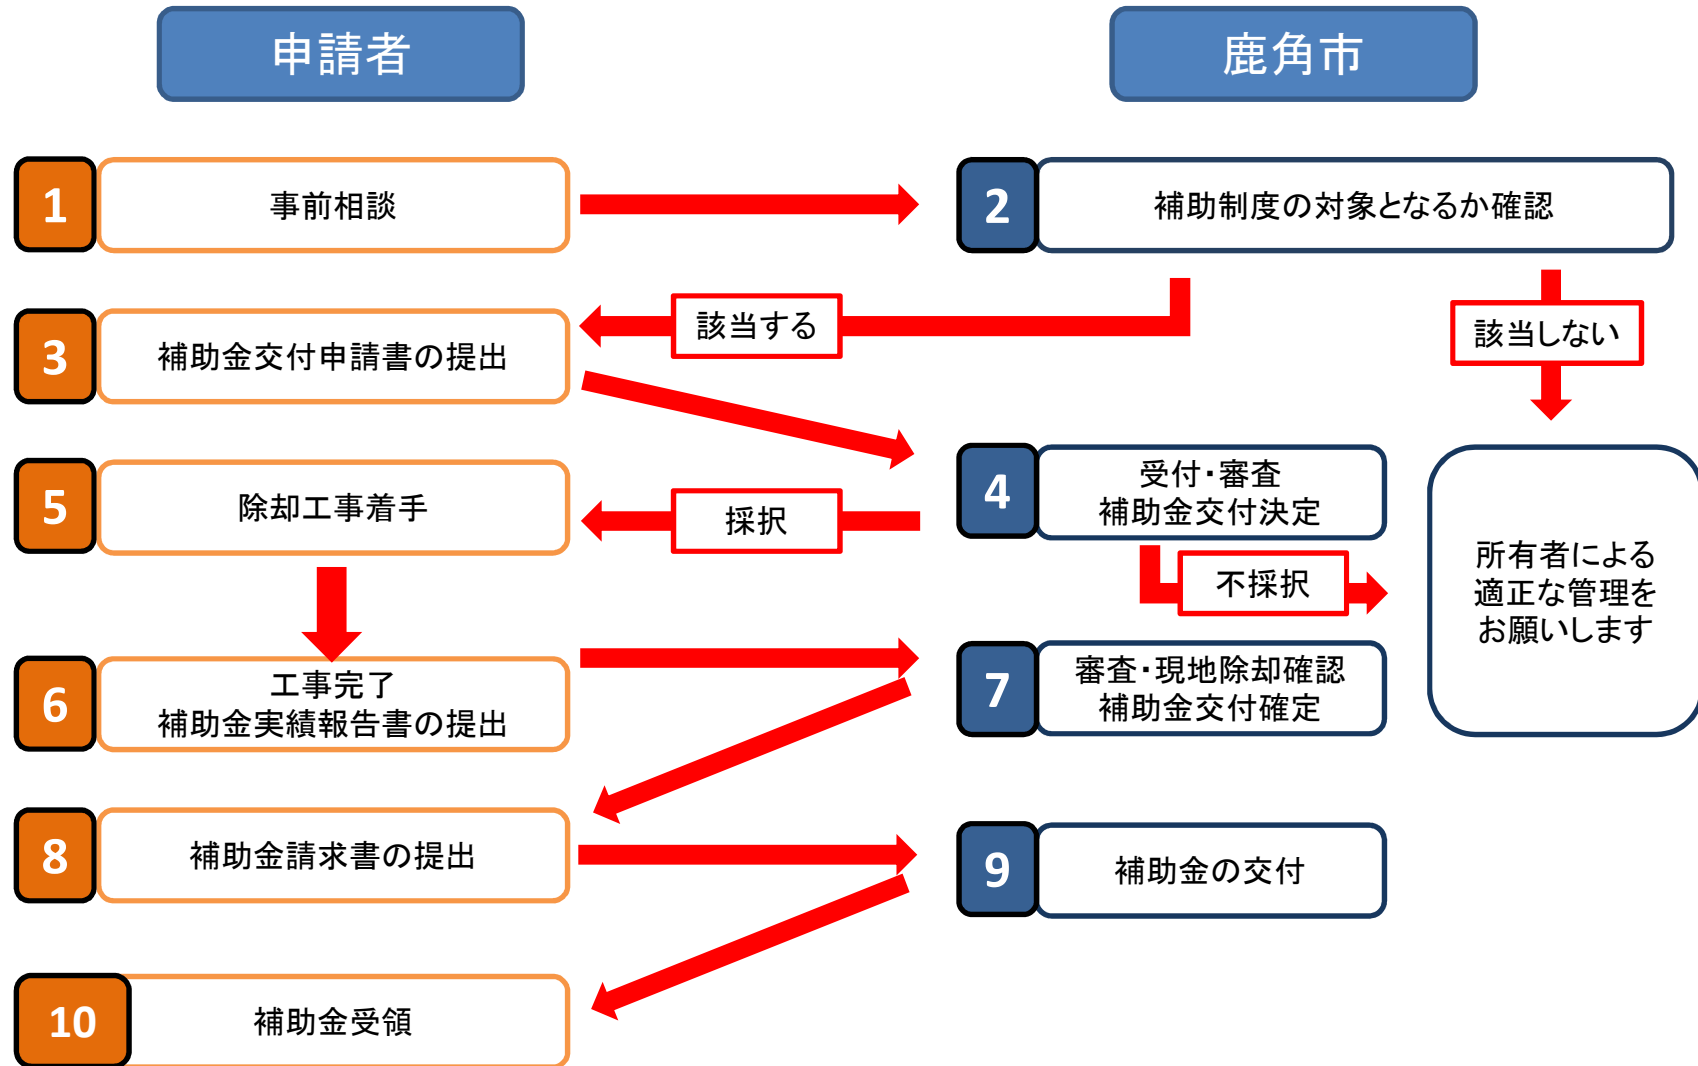 申請者
鹿角市
1
事前相談
2
補助制度の対象となるか確認
該当する
該当しない
3
補助金交付申請書の提出
4
受付・審査
補助金交付決定
5
除却工事着手
採択
不採択
所有者による
適正な管理を
お願いします
6
工事完了
補助金実績報告書の提出
7
審査・現地除却確認
補助金交付確定
8
補助金請求書の提出
9
補助金の交付
10
補助金受領